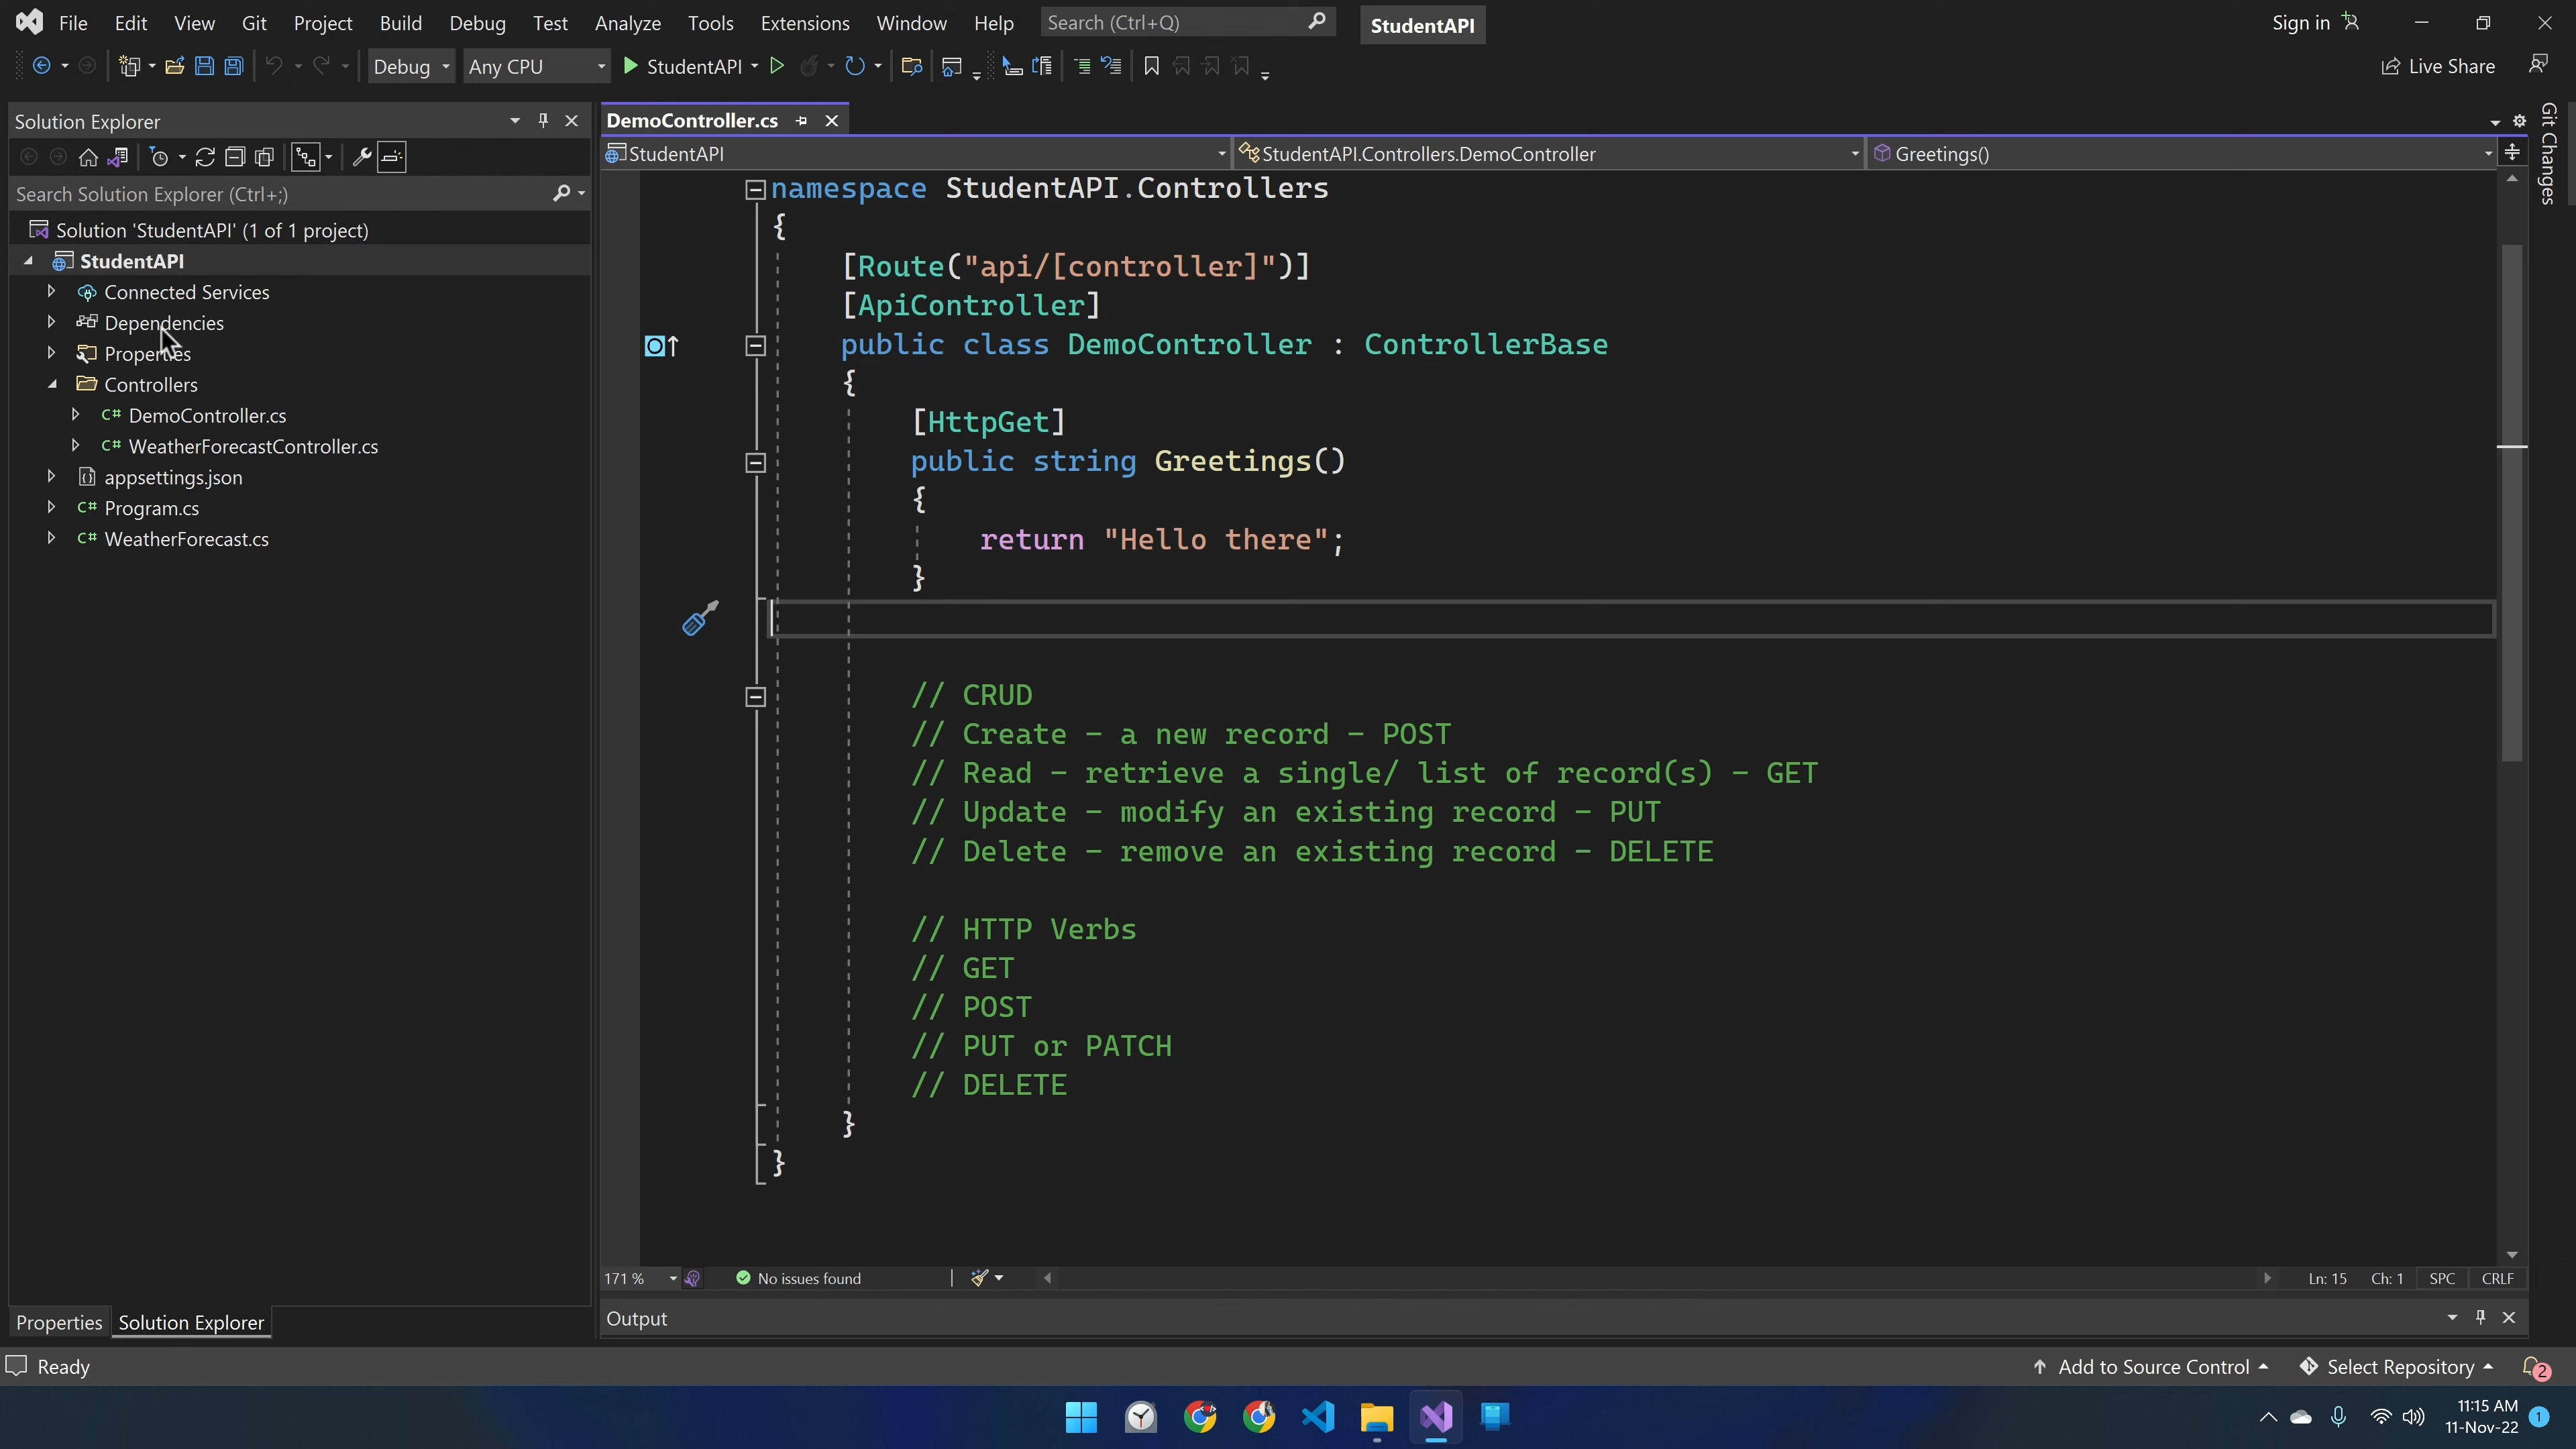 File Edit View Git Project Build Debug Test Analyze Tools Extensions Window Help Search (Ctrl+Q) StudentAPI Sign in
Debug Any CPU StudentAPI Live Share
Solution Explorer
Search Solution Explorer (Ctrl+;)
Solution 'StudentAPI' (1 of 1 project)
StudentAPI
Connected Services
Dependencies
Properties
Controllers
C# DemoController.cs
C# WeatherForecastController.cs
appsettings.json
C# Program.cs
C# WeatherForecast.cs
Properties Solution Explorer
DemoController.cs
StudentAPI StudentAPI.Controllers.DemoController Greetings()
namespace StudentAPI.Controllers
{
[Route("api/[controller]")]
[ApiController]
public class DemoController : ControllerBase
{
[HttpGet]
public string Greetings()
{
return "Hello there";
}
// CRUD
// Create - a new record - POST
// Read - retrieve a single/ list of record(s) - GET
// Update - modify an existing record - PUT
// Delete - remove an existing record - DELETE
// HTTP Verbs
// GET
// POST
// PUT or PATCH
// DELETE
}
}
171 % No issues found Ln: 15 Ch: 1 SPC CRLF
Output
Git Changes
Ready Add to Source Control Select Repository 2
11:15 AM
11-Nov-22 1